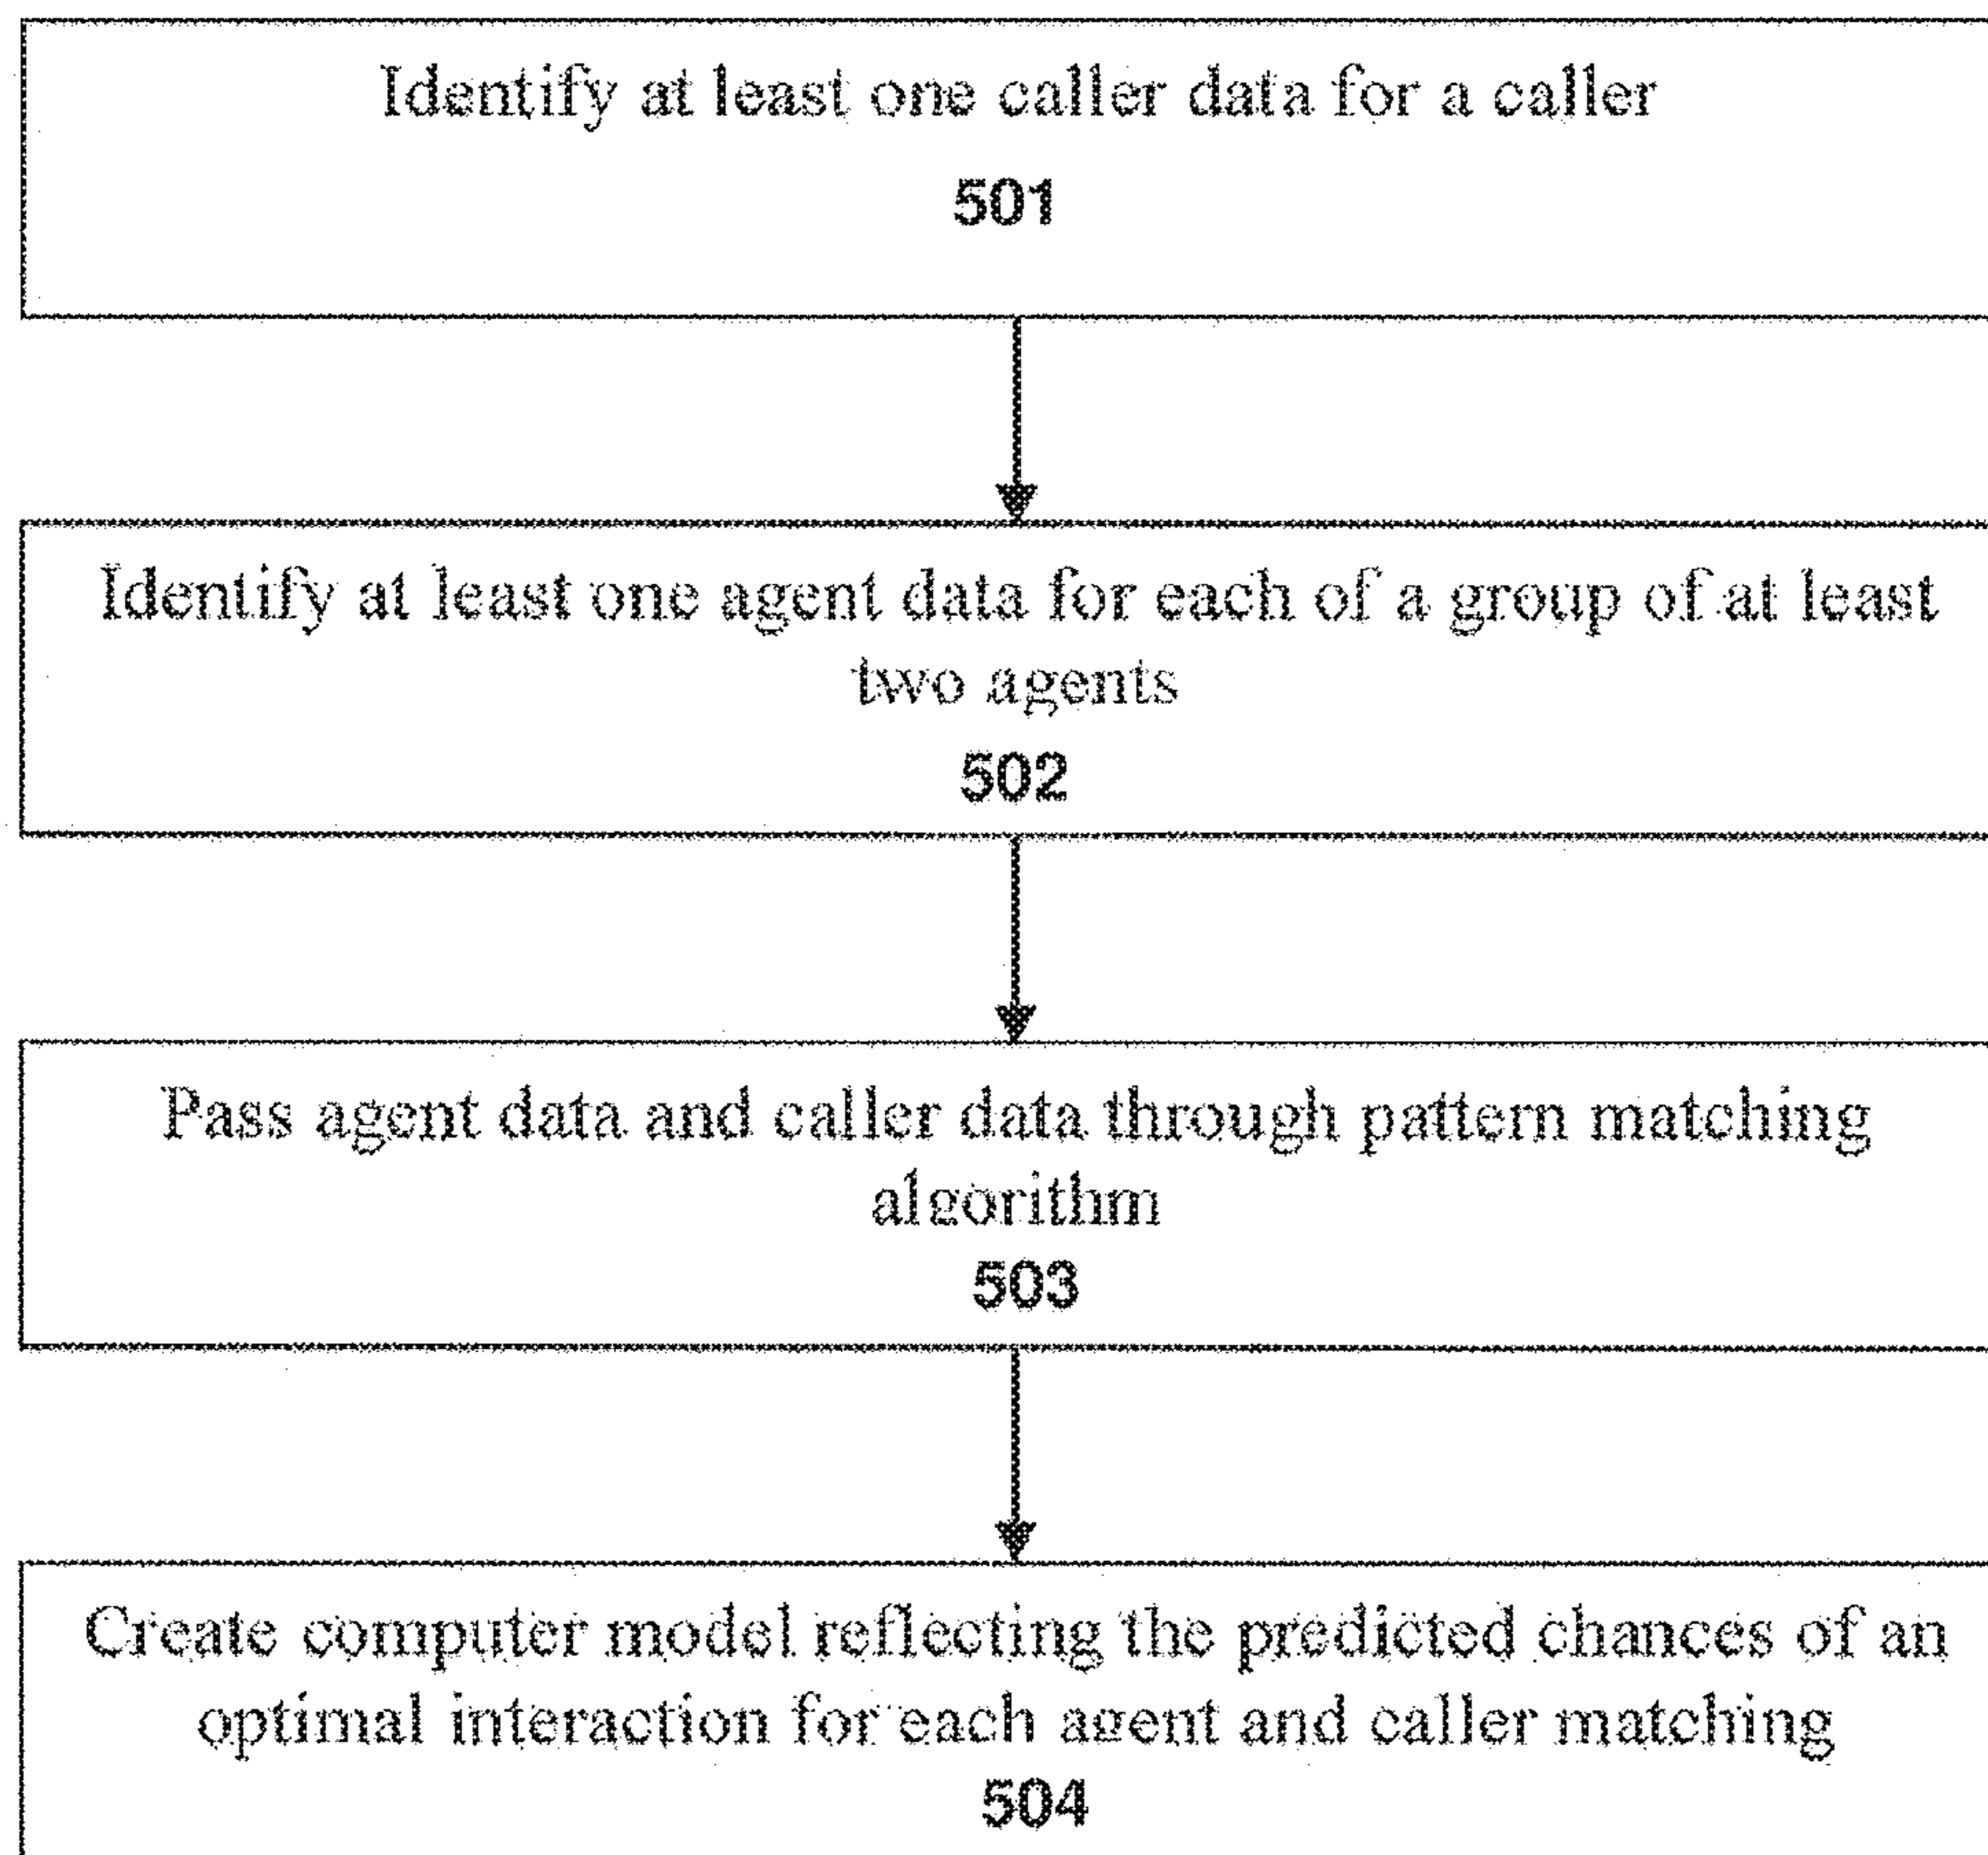 Identify at least one caller data for a caller
501
Identify at least one agent data for each of a group of at least
two agents
502
Pass agent data and caller data through pattern matching
algorithm
503
Create computer model reflecting the predicted chances of an
optimal interaction for each agent and caller matching
504